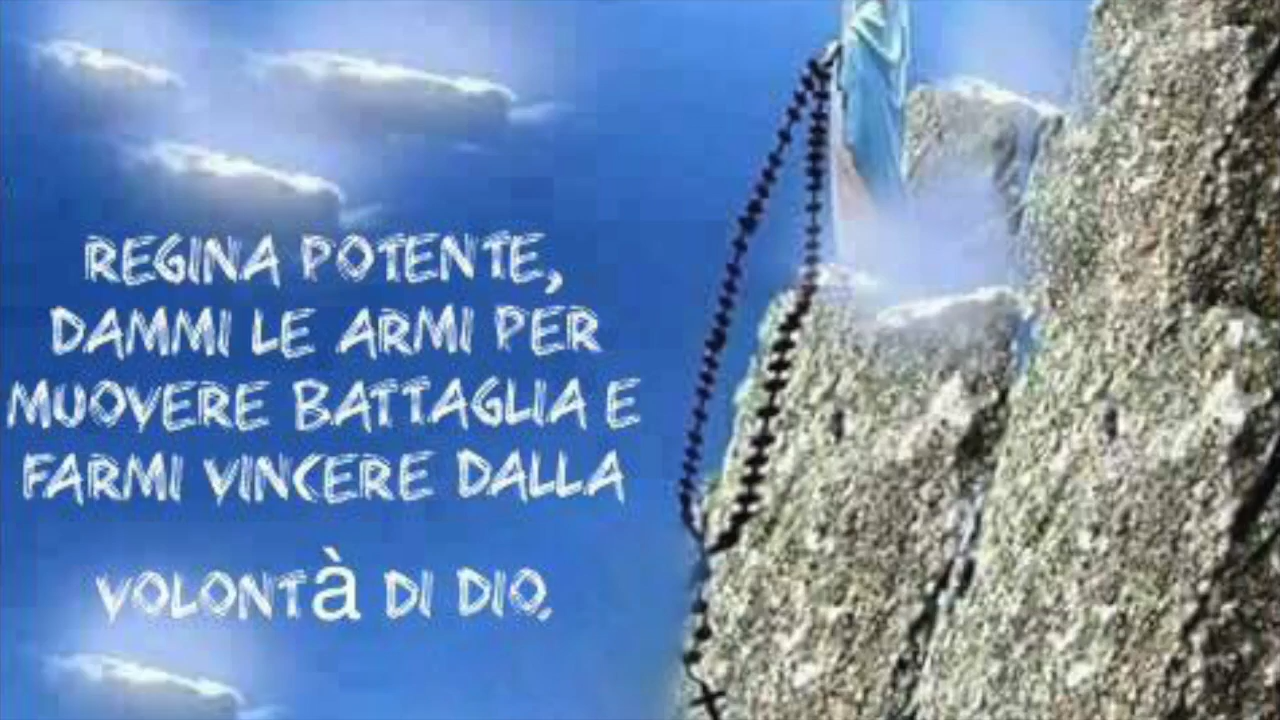 REGINA POTENTE,
DAMMI LE ARMI PER
MUOVERE BATTAGLIA E
FARMI VINCERE DALLA
VOLONTà DI DIO,